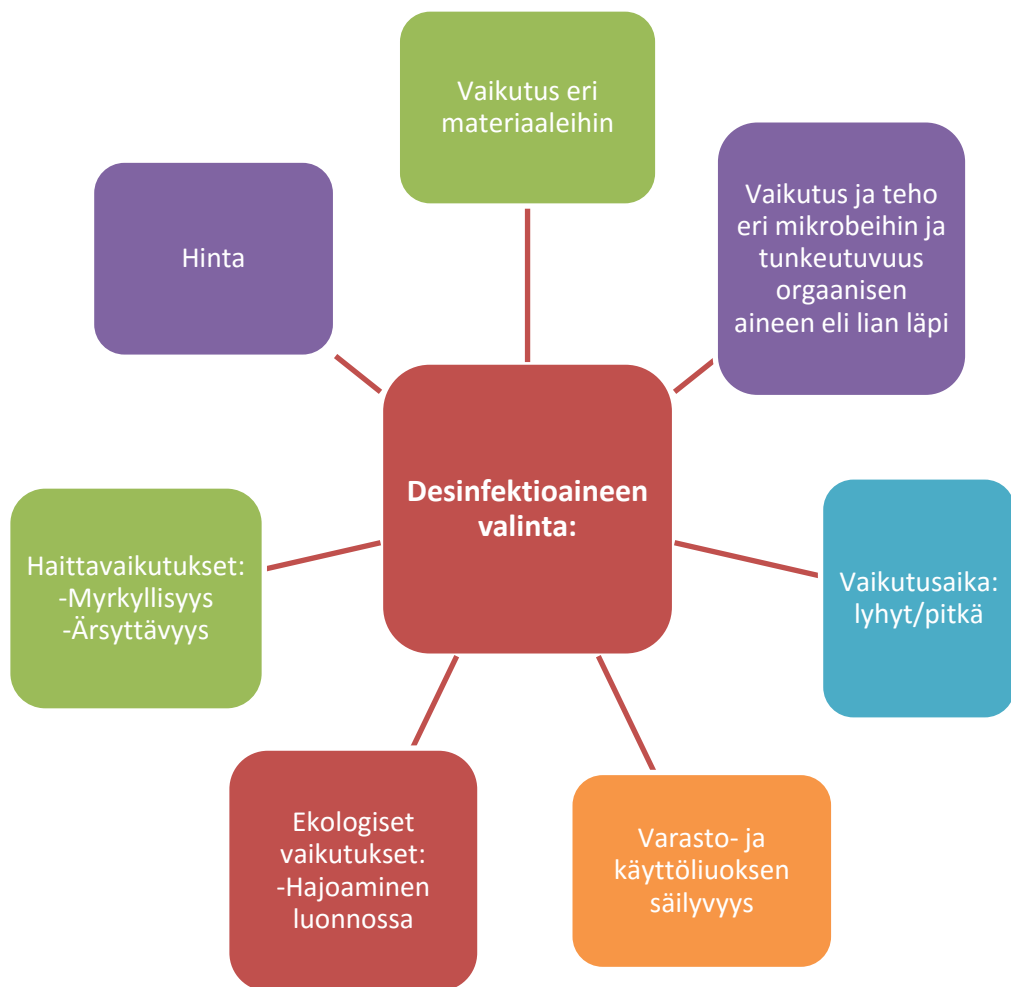 Vaikutus eri
materiaaleihin
Vaikutus ja teho
eri mikrobeihin ja
tunkeutuvuus
orgaanisen
aineen eli lian läpi
Hinta
Desinfektioaineen
valinta:
Haittavaikutukset:
-Myrkyllisyys
-Ärsyttävyys
Vaikutusaika:
lyhyt/pitkä
Ekologiset
vaikutukset:
-Hajoaminen
luonnossa
Varasto- ja
käyttöliuoksen
säilyvyys